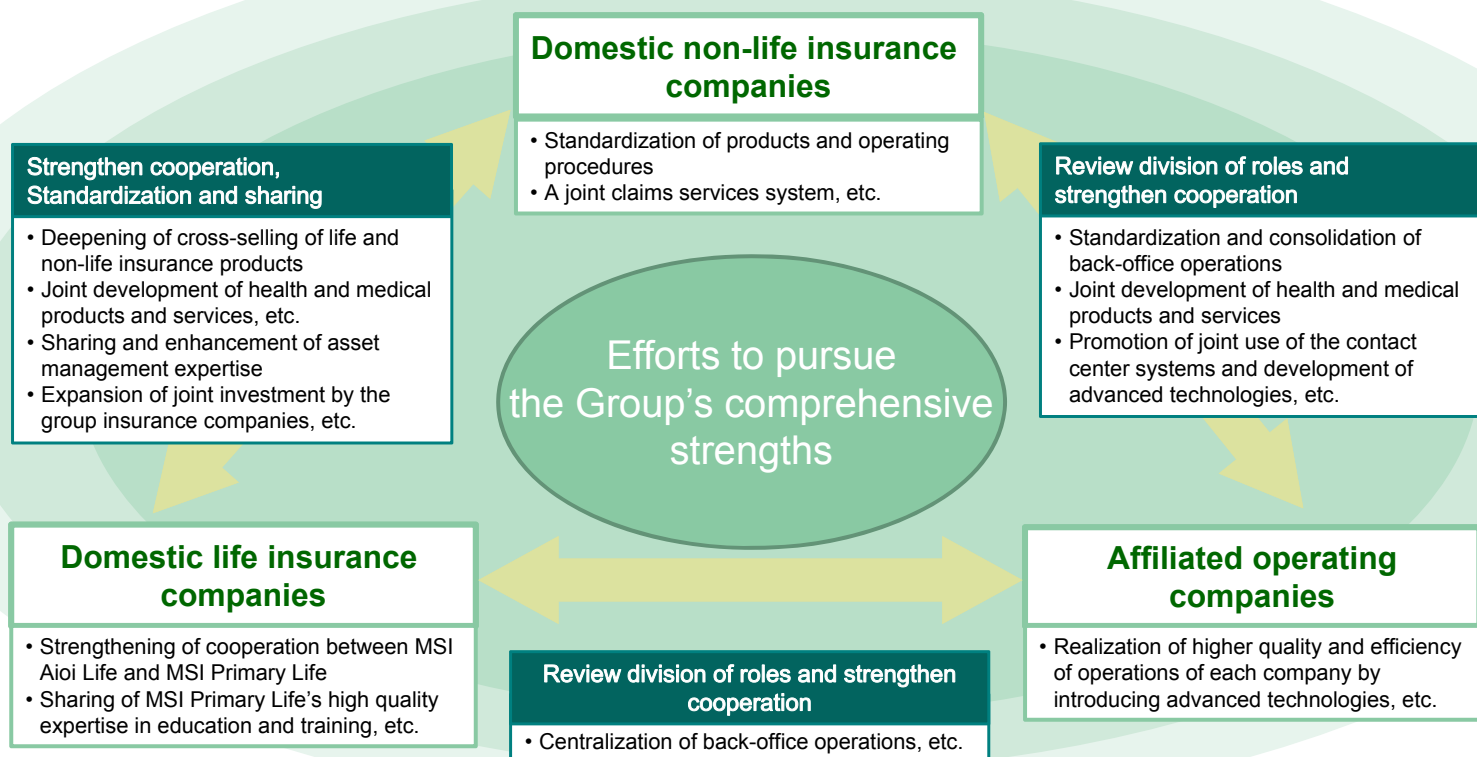 Domestic non-life insurance
companies
• Standardization of products and operating
procedures
• A joint claims services system, etc.
Strengthen cooperation,
Standardization and sharing
• Deepening of cross-selling of life and
non-life insurance products
• Joint development of health and medical
products and services, etc.
• Sharing and enhancement of asset
management expertise
• Expansion of joint investment by the
group insurance companies, etc.
Review division of roles and
strengthen cooperation
• Standardization and consolidation of
back-office operations
• Joint development of health and medical
products and services
• Promotion of joint use of the contact
center systems and development of
advanced technologies, etc.
Efforts to pursue
the Group's comprehensive
strengths
Domestic life insurance
companies
• Strengthening of cooperation between MSI
Aioi Life and MSI Primary Life
• Sharing of MSI Primary Life's high quality
expertise in education and training, etc.
Review division of roles and strengthen
cooperation
• Centralization of back-office operations, etc.
Affiliated operating
companies
• Realization of higher quality and efficiency
of operations of each company by
introducing advanced technologies, etc.